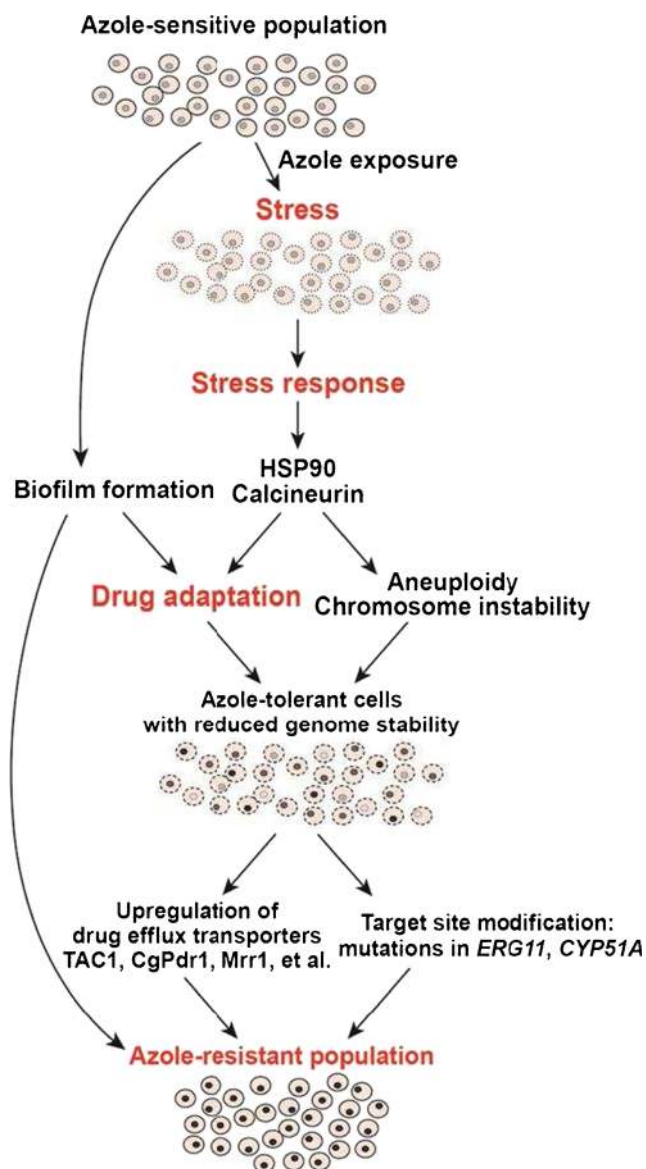 Azole-sensitive population
Azole exposure
Stress
Stress response
HSP90
Calcineurin
Biofilm formation
Drug adaptation
Aneuploidy
Chromosome instability
Azole-tolerant cells
with reduced genome stability
Upregulation of
drug efflux transporters
TAC1, CgPdr1, Mrr1, et al.
Target site modification:
mutations in ERG11, CYP51A
Azole-resistant population